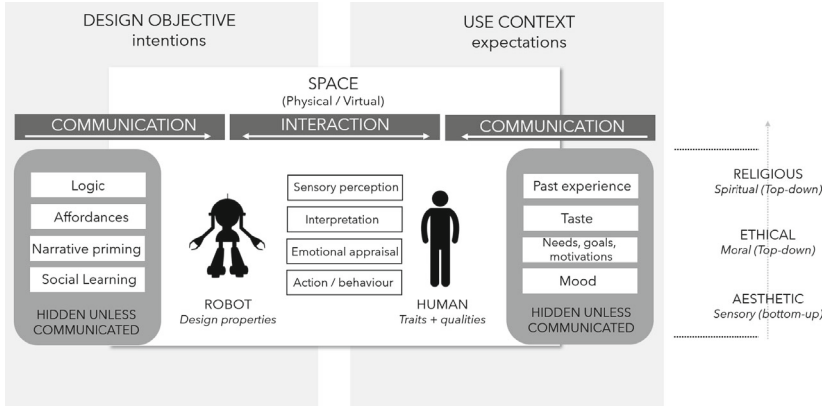 DESIGN OBJECTIVE
intentions
USE CONTEXT
expectations
SPACE
(Physical / Virtual)
COMMUNICATION
INTERACTION
COMMUNICATION
Logic
Affordances
Narrative priming
Social Learning
HIDDEN UNLESS
COMMUNICATED
ROBOT
Design properties
Sensory perception
Interpretation
Emotional appraisal
Action / behaviour
HUMAN
Traits + qualities
Past experience
Taste
Needs, goals,
motivations
Mood
HIDDEN UNLESS
COMMUNICATED
RELIGIOUS
Spiritual (Top-down)
ETHICAL
Moral (Top-down)
AESTHETIC
Sensory (bottom-up)